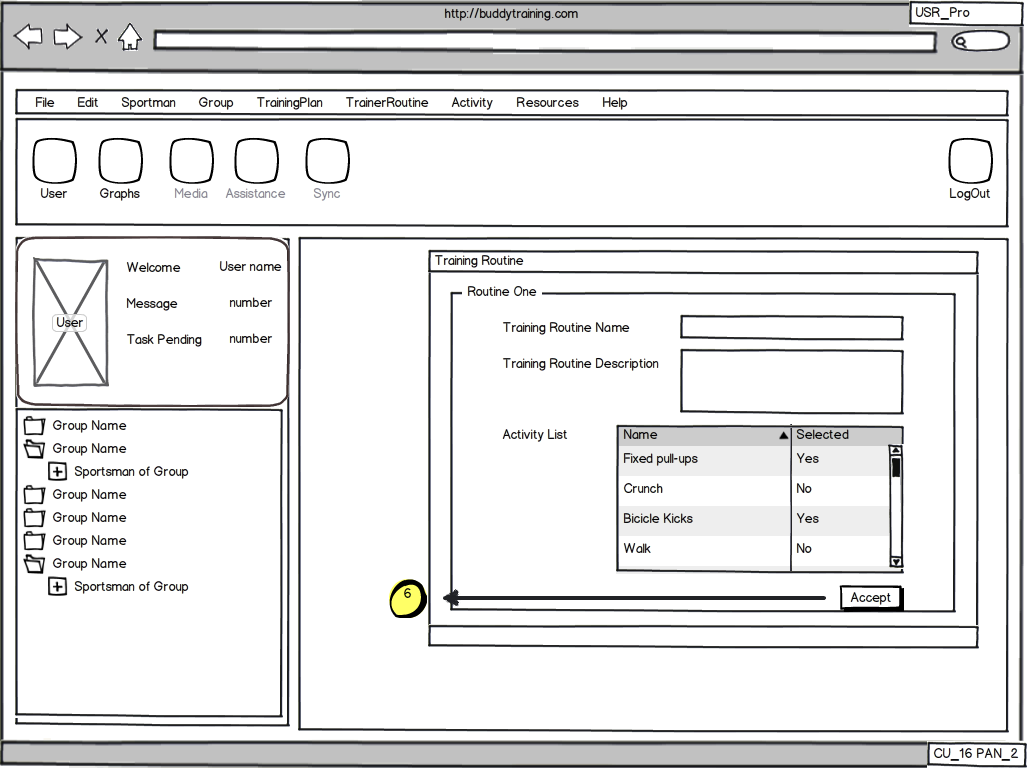 http://buddytraining.com
USR_Pro
X
File Edit Sportman Group TrainingPlan TrainerRoutine Activity Resources Help
User Graphs Media Assistance Sync LogOut
Welcome User name
Message number
User
Task Pending number
Group Name
Group Name
Sportsman of Group
Group Name
Group Name
Group Name
Group Name
Sportsman of Group
Training Routine
Routine One
Training Routine Name
Training Routine Description
Activity List
Name Selected
Fixed pull-ups Yes
Crunch No
Bicicle Kicks Yes
Walk No
6
Accept
CU_16 PAN_2